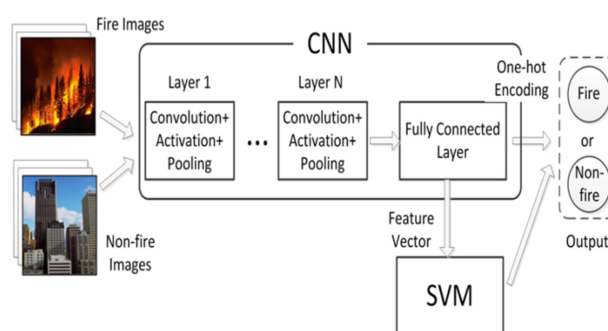 Fire Images
CNN
Layer 1
Layer N
One-hot
Encoding
Convolution+
Activation+
Pooling
...
Convolution+
Activation+
Pooling
Fully Connected
Layer
Fire
or
Non-
fire
Output
Non-fire
Images
Feature
Vector
SVM